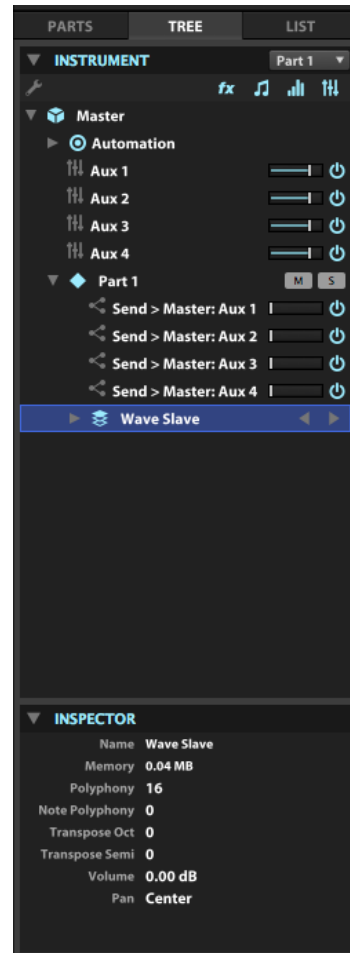 PARTS TREE LIST
INSTRUMENT Part 1
fx
Master
Automation
Aux 1
Aux 2
Aux 3
Aux 4
Part 1 M S
Send > Master: Aux 1
Send > Master: Aux 2
Send > Master: Aux 3
Send > Master: Aux 4
Wave Slave
INSPECTOR
Name Wave Slave
Memory 0.04 MB
Polyphony 16
Note Polyphony 0
Transpose Oct 0
Transpose Semi 0
Volume 0.00 dB
Pan Center